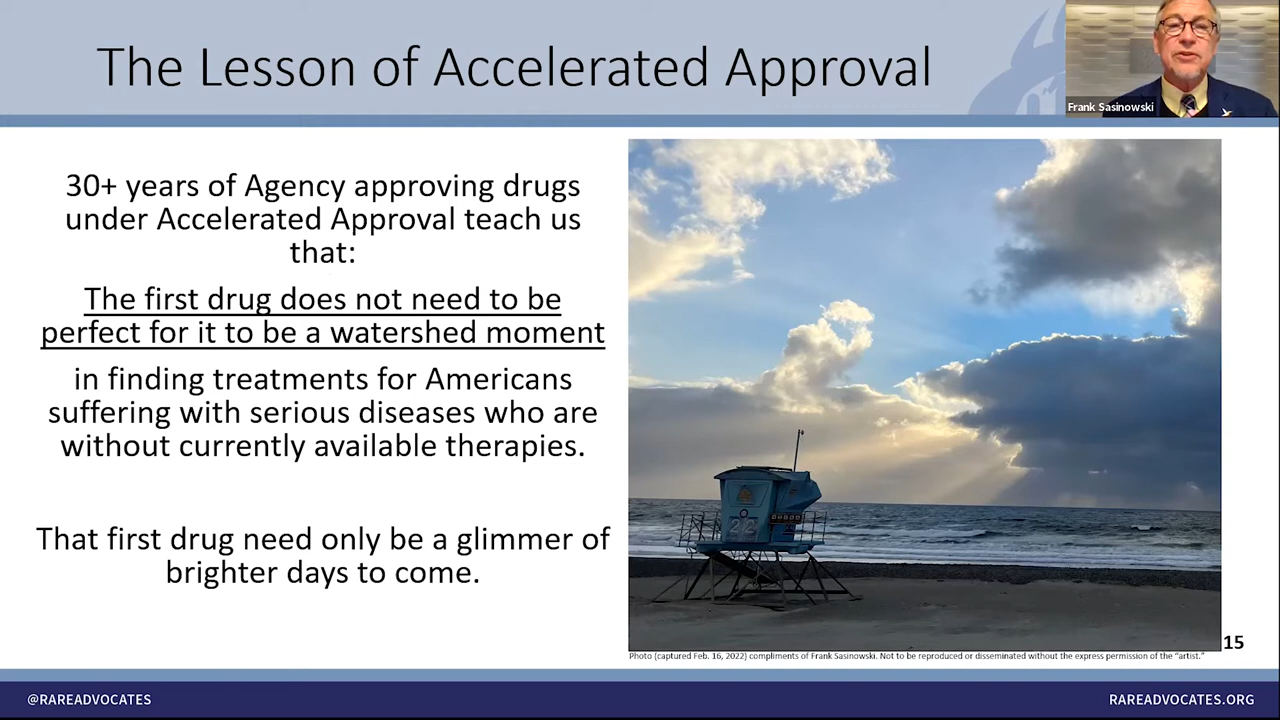 The Lesson of Accelerated Approval
Frank Sasinowski
30+ years of Agency approving drugs
under Accelerated Approval teach us
that:
The first drug does not need to be
perfect for it to be a watershed moment
in finding treatments for Americans
suffering with serious diseases who are
without currently available therapies.
That first drug need only be a glimmer of
brighter days to come.
22
15
Photo (captured Feb. 16, 2022) compliments of Frank Sasinowski. Not to be reproduced or disseminated without the express permission of the “artist.”
@RAREADVOCATES
RAREADVOCATES.ORG